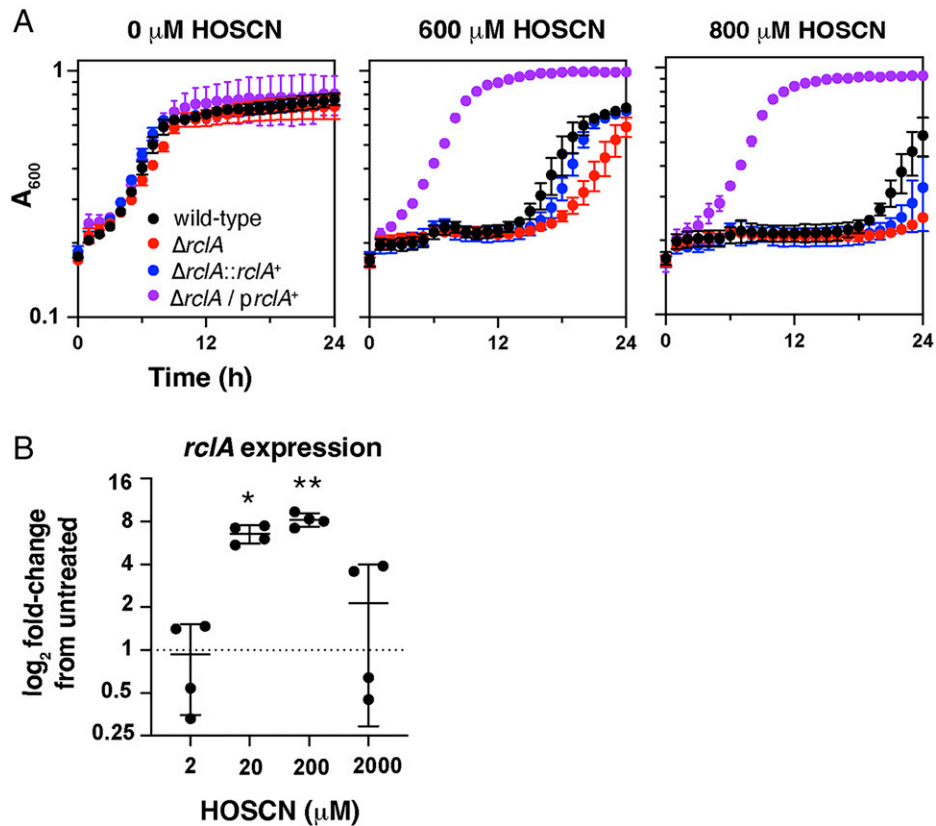 A
0 μM HOSCN
600 μM HOSCN
800 μM HOSCN
1
A600
0.1
wild-type
ΔrclA
ΔrclA::rclA+
ΔrclA / prclA+
0 12 24
0 12 24
0 12 24
Time (h)
B
rclA expression
log2 fold-change
from untreated
16
8
4
2
1
0.5
0.25
*
**
2 20 200 2000
HOSCN (μM)